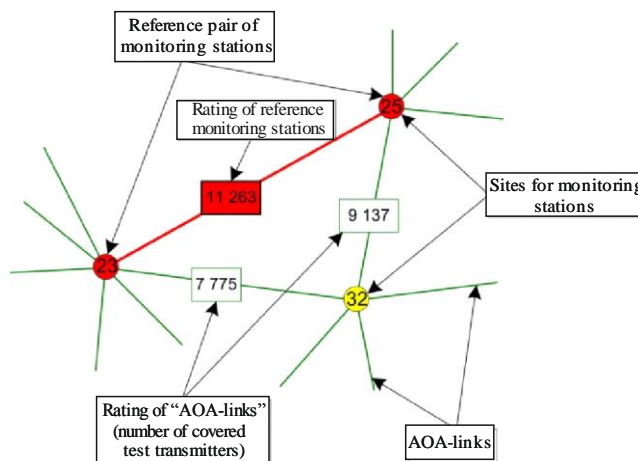 Reference pair of
monitoring stations
25
Rating of reference
monitoring stations
11 263
Sites for monitoring
stations
9 137
23
7 775
32
Rating of “AOA-links”
(number of covered
test transmitters)
AOA-links